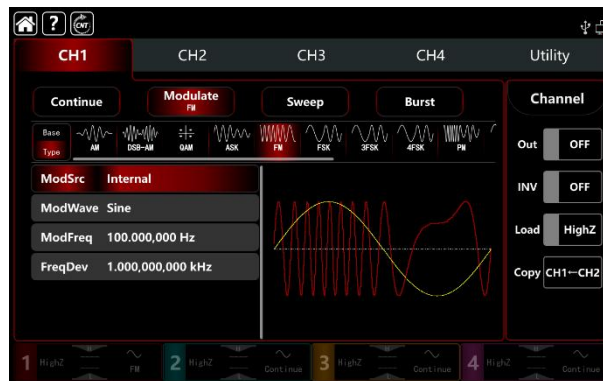 ? CNT
CH1 CH2 CH3 CH4 Utility
Continue Modulate Sweep Burst Channel
FM
Base
Type AM DSB-AM QAM ASK FM FSK 3FSK 4FSK PM
Out OFF
ModSrc Internal
INV OFF
ModWave Sine
ModFreq 100.000,000 Hz
Load HighZ
FreqDev 1.000,000,000 kHz
Copy CH1←CH2
1 HighZ FM 2 HighZ Continue 3 HighZ Continue 4 HighZ Continue